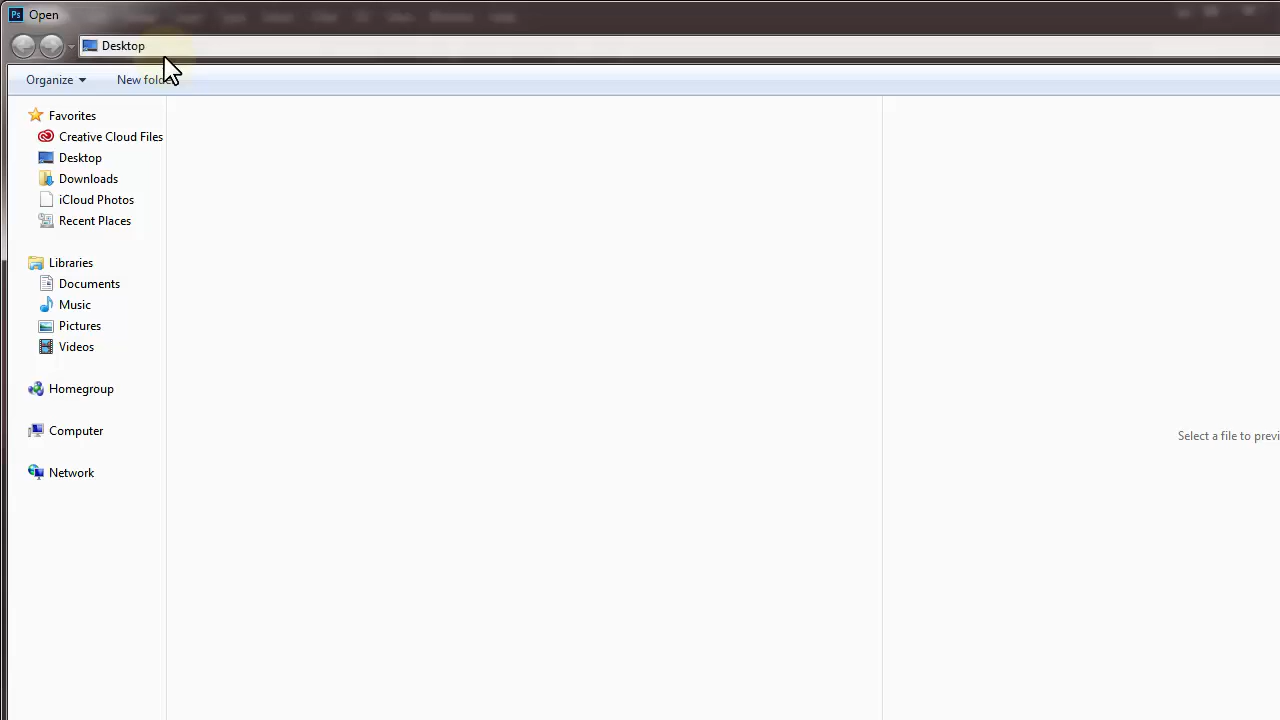 Ps Open
Desktop
Organize New folde
Favorites
Creative Cloud Files
Desktop
Downloads
iCloud Photos
Recent Places
Libraries
Documents
Music
Pictures
Videos
Homegroup
Computer
Network
Select a file to previ